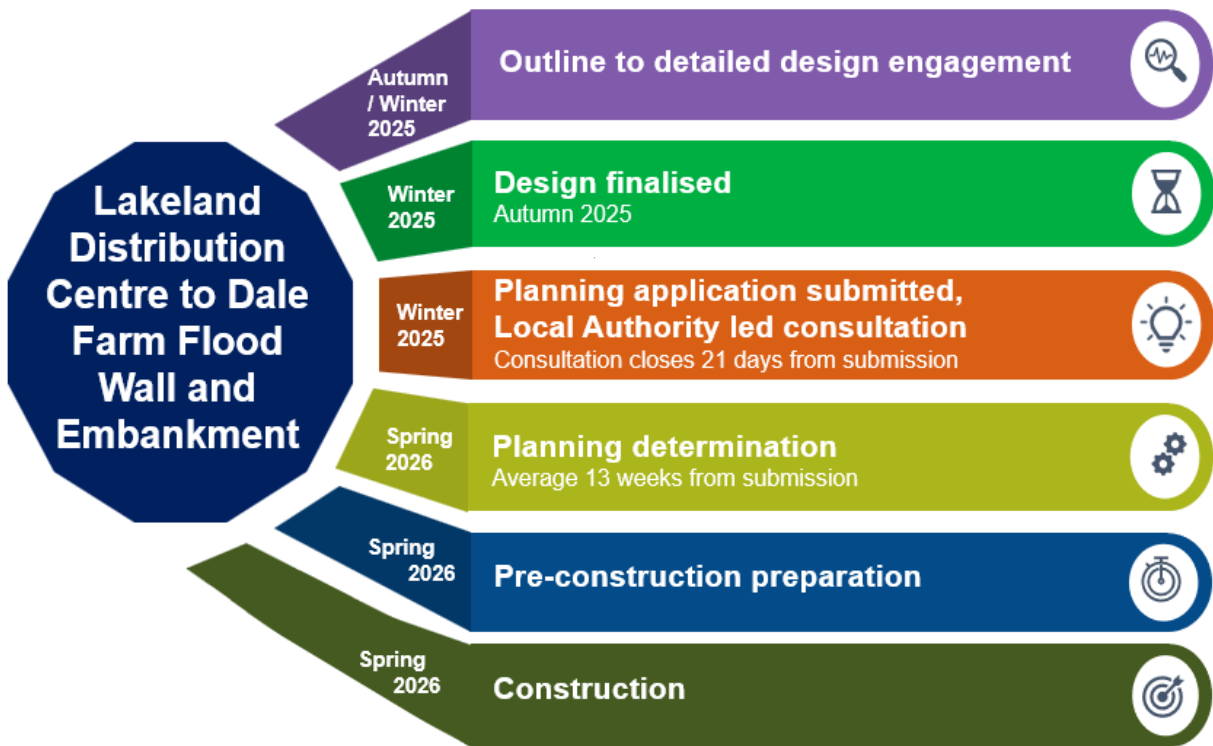 Lakeland
Distribution
Centre to Dale
Farm Flood
Wall and
Embankment
Autumn
/ Winter
2025
Outline to detailed design engagement
Winter
2025
Design finalised
Autumn 2025
Winter
2025
Planning application submitted,
Local Authority led consultation
Consultation closes 21 days from submission
Spring
2026
Planning determination
Average 13 weeks from submission
Spring
2026
Pre-construction preparation
Spring
2026
Construction